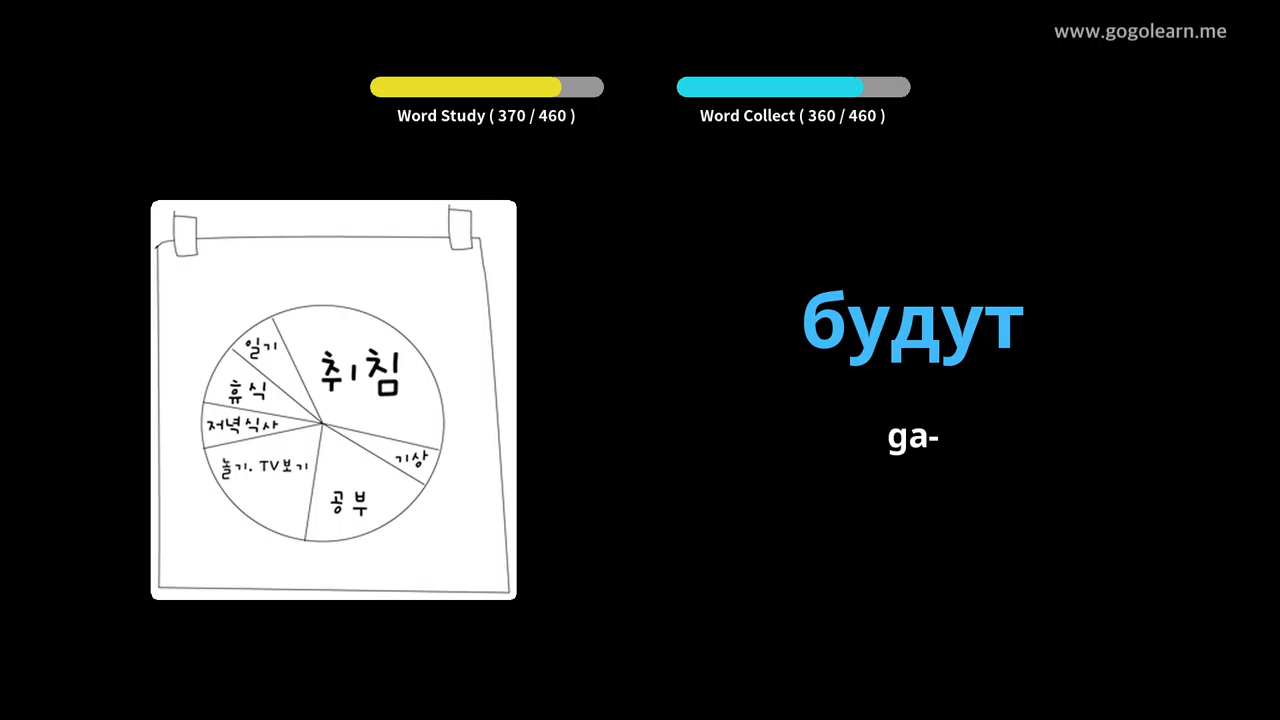 www.gogolearn.me
Word Study ( 370 / 460 )
Word Collect ( 360 / 460 )
일기
취침
휴식
저녁식사
놀기. TV보기
기상
공부
будут
ga-